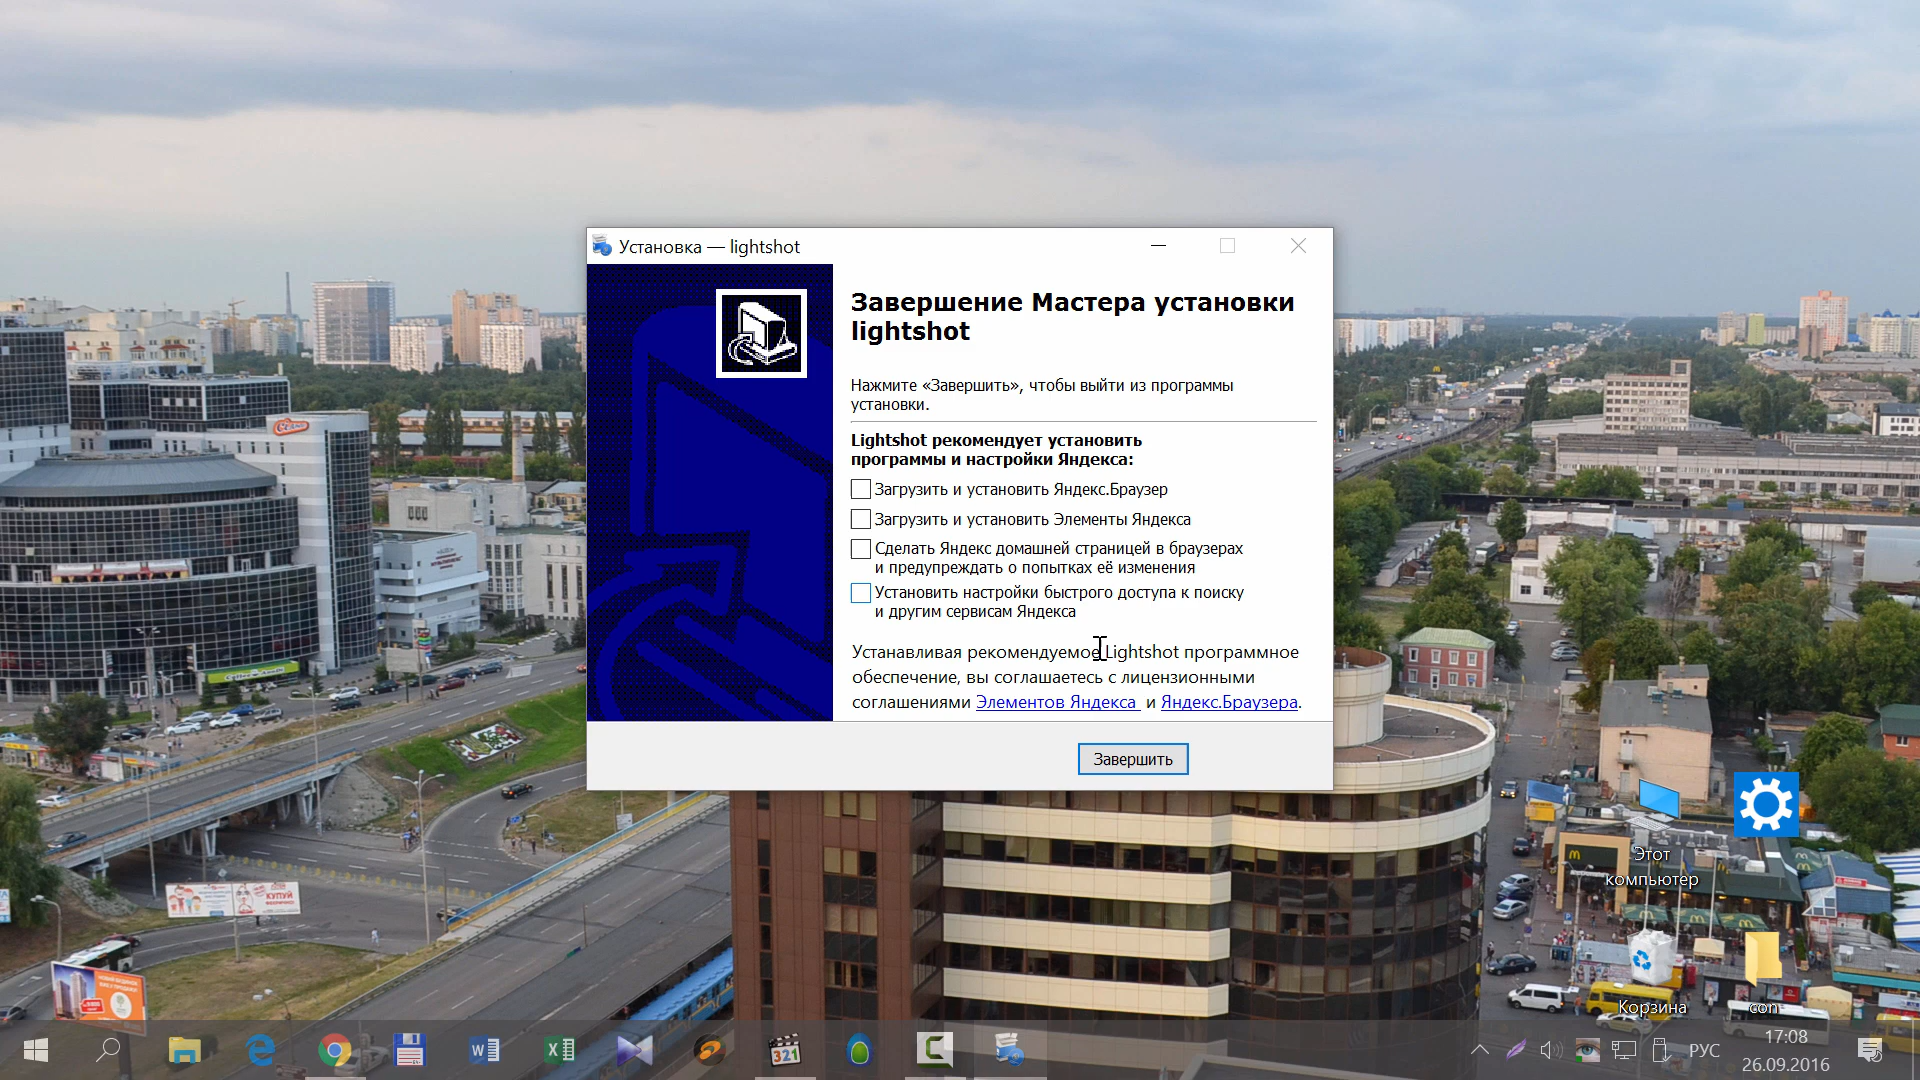 Установка — lightshot
Завершение Мастера установки
lightshot
Нажмите «Завершить», чтобы выйти из программы
установки.
Lightshot рекомендует установить
программы и настройки Яндекса:
Загрузить и установить Яндекс.Браузер
Загрузить и установить Элементы Яндекса
Сделать Яндекс домашней страницей в браузерах
и предупреждать о попытках её изменения
Установить настройки быстрого доступа к поиску
и другим сервисам Яндекса
Устанавливая рекомендуемое Lightshot программное
обеспечение, вы соглашаетесь с лицензионными
соглашениями Элементов Яндекса и Яндекс.Браузера.
Завершить
Этот
компьютер
КУПУЙ
Корзина
con
321
РУС
17:08
26.09.2016